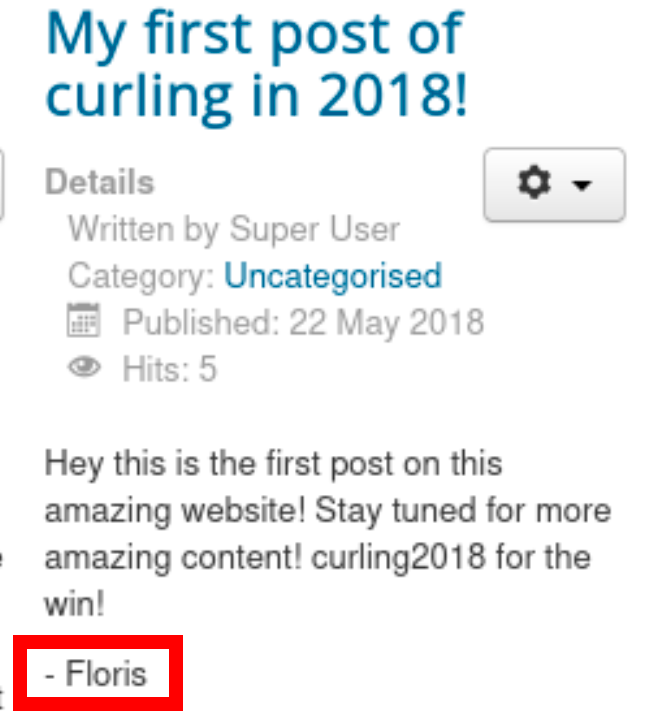 My first post of
curling in 2018!
Details
Written by Super User
Category: Uncategorised
Published: 22 May 2018
Hits: 5
Hey this is the first post on this
amazing website! Stay tuned for more
amazing content! curling2018 for the
win!
- Floris